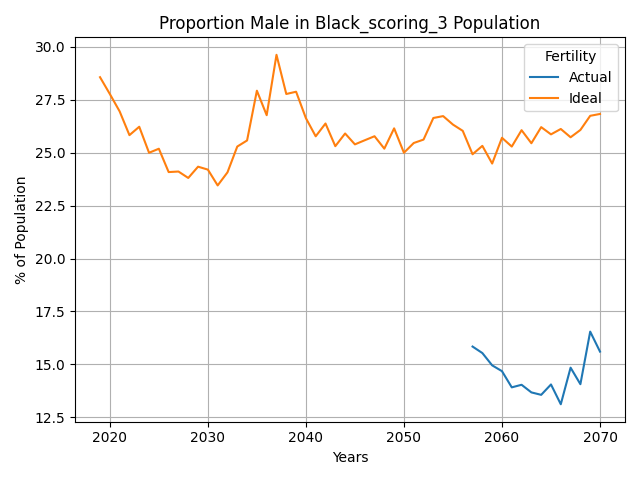 Proportion Male in Black_scoring_3 Population
Fertility
Actual
Ideal
% of Population
30.0
27.5
25.0
22.5
20.0
17.5
15.0
12.5
2020 2030 2040 2050 2060 2070
Years